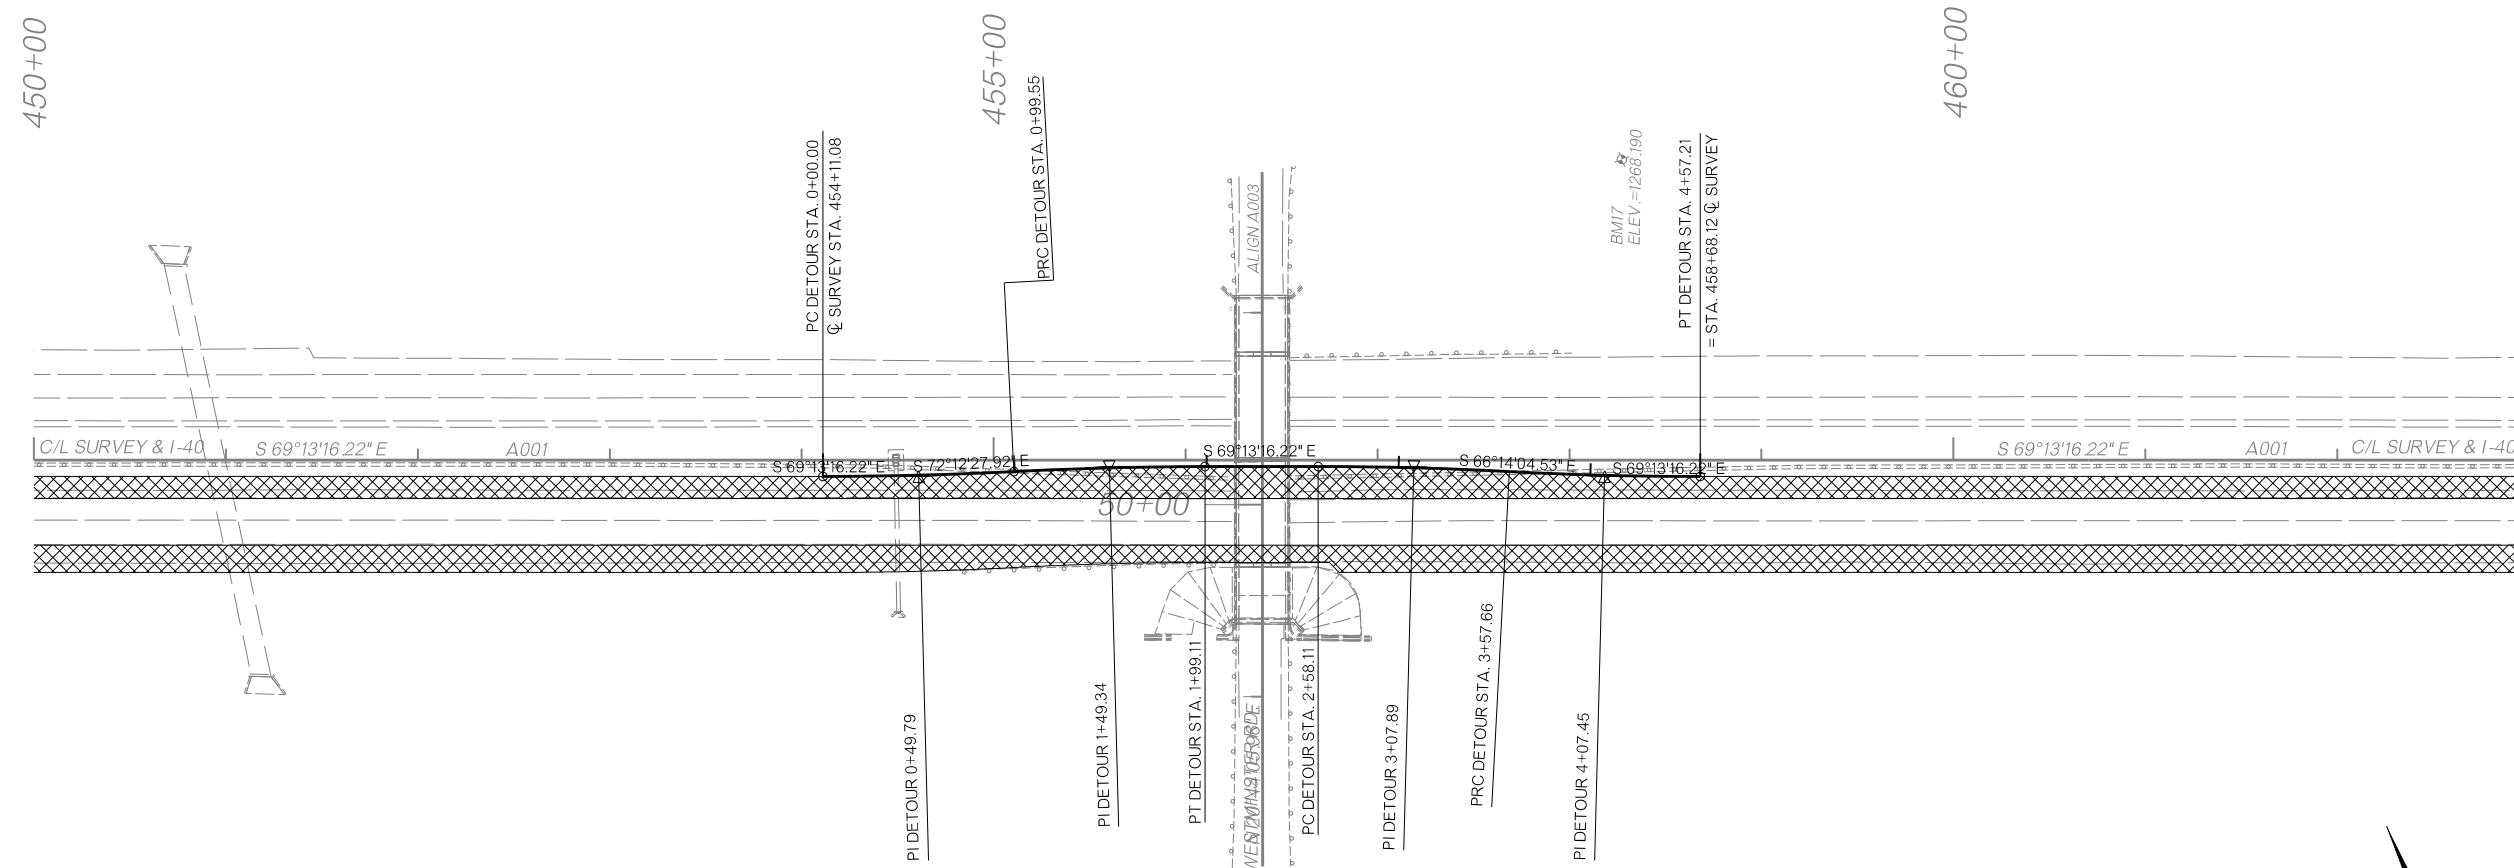 450+00
455+00
460+00
PC DETOUR STA. 0+00.00
℄ SURVEY STA. 454+11.08
PRC DETOUR STA. 0+99.55
ALIGN A003
BM17
ELEV.=1268.190
PT DETOUR STA. 4+57.21
= STA. 458+68.12 ℄ SURVEY
C/L SURVEY & I-40
S 69°13'16.22" E
A001
S 69°13'16.22" E
S 72°12'27.92" E
S 69°13'16.22" E
S 66°14'04.53" E
S 69°13'16.22" E
S 69°13'16.22" E
A001
C/L SURVEY & I-40
50+00
PI DETOUR 0+49.79
PI DETOUR 1+49.34
PT DETOUR STA. 1+99.11
WESTMINSTER RD.
PC DETOUR STA. 2+58.11
PI DETOUR 3+07.89
PRC DETOUR STA. 3+57.66
PI DETOUR 4+07.45